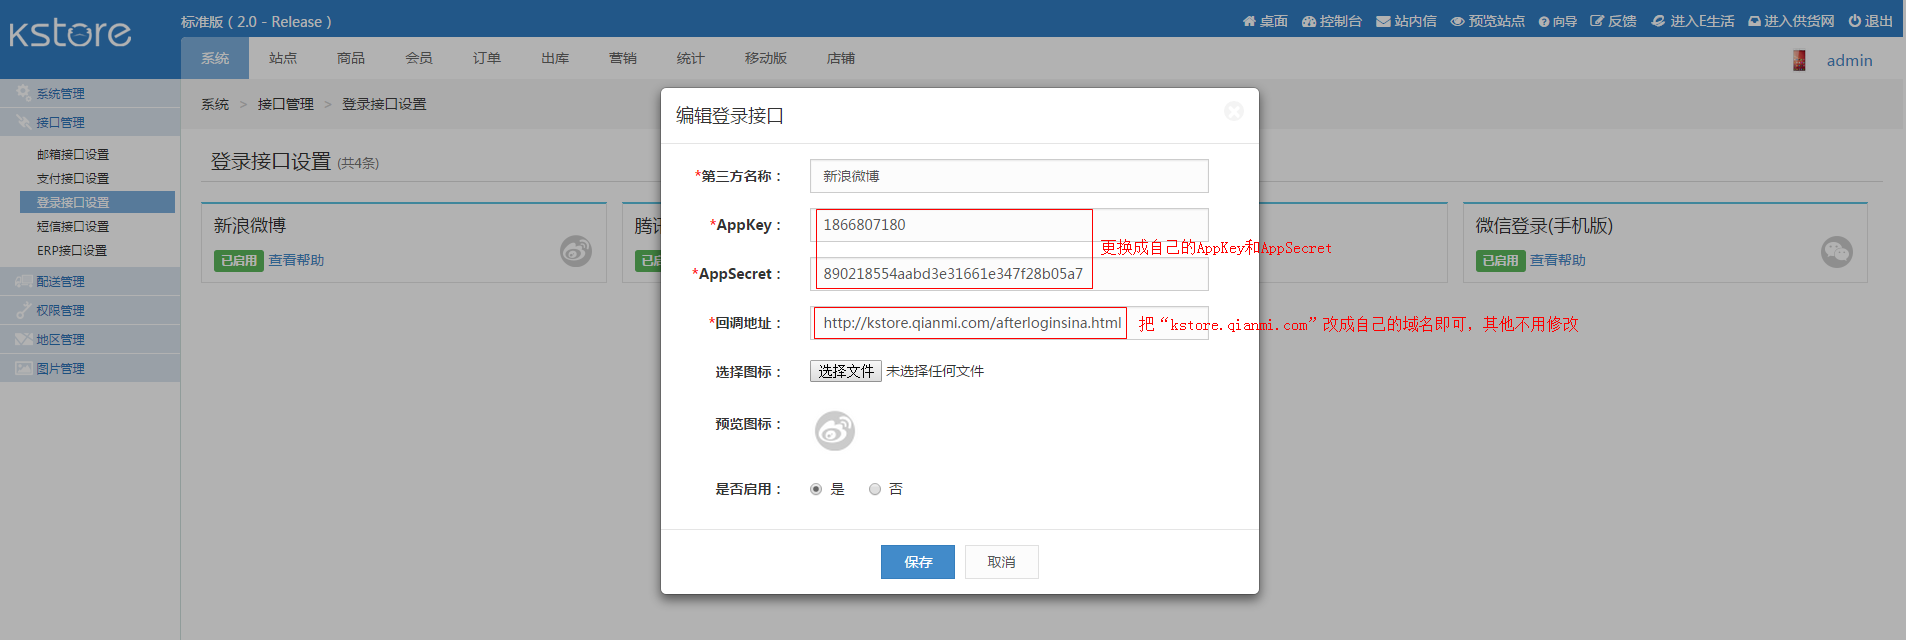 kstore
标准版 ( 2.0 - Release )
桌面 控制台 站内信 预览站点 向导 反馈 进入E生活 进入供货网 退出
系统 站点 商品 会员 订单 出库 营销 统计 移动版 店铺
admin
系统管理
接口管理
邮箱接口设置
支付接口设置
登录接口设置
短信接口设置
ERP接口设置
配送管理
权限管理
地区管理
图片管理
系统 > 接口管理 > 登录接口设置
登录接口设置 (共4条)
新浪微博
已启用 查看帮助
腾讯
已启
微信登录(手机版)
已启用 查看帮助
编辑登录接口
*第三方名称： 新浪微博
*AppKey： 1866807180
*AppSecret： 890218554aabd3e31661e347f28b05a7
更换成自己的AppKey和AppSecret
*回调地址： http://kstore.qianmi.com/afterloginsina.html
把“kstore.qianmi.com”改成自己的域名即可，其他不用修改
选择图标： 选择文件 未选择任何文件
预览图标：
是否启用： 是 否
保存 取消